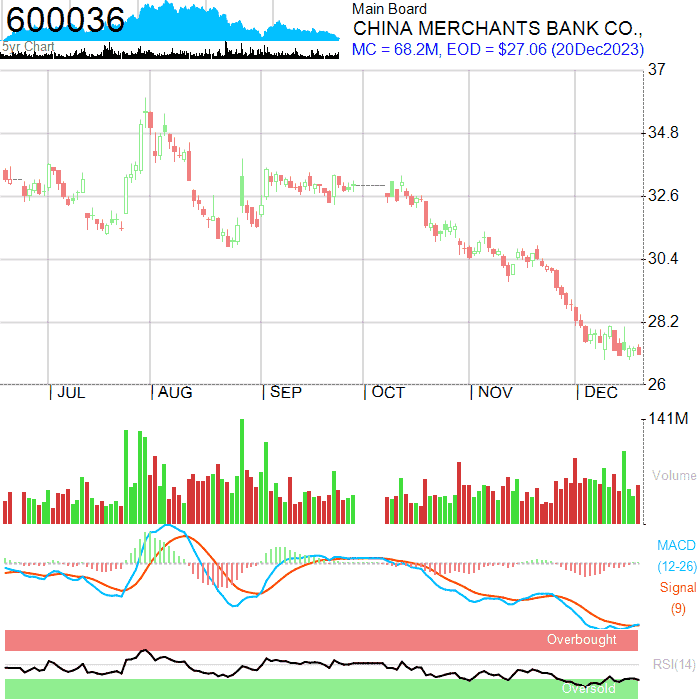 600036
5yr Chart
Main Board
CHINA MERCHANTS BANK CO.,
MC = 68.2M, EOD = $27.06 (20Dec2023)
37
34.8
32.6
30.4
28.2
26
JUL AUG SEP OCT NOV DEC
141M
Volume
MACD
(12-26)
Signal
(9)
Overbought
RSI(14)
Oversold